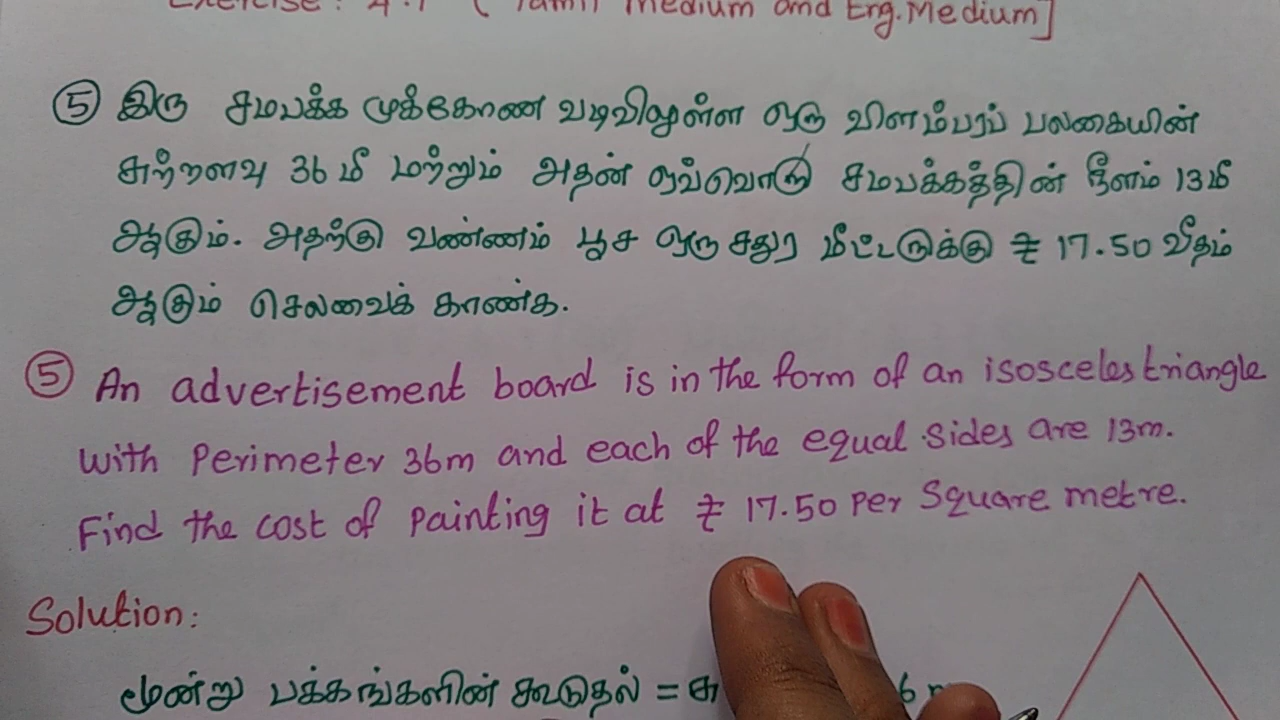 Exercise: 4.1 ( Tamil Medium and Eng.Medium]
⑤ இரு சமபக்க முக்கோண வடிவிலுள்ள ஒரு விளம்பரப் பலகையின்
சுற்றளவு 36 மீ மற்றும் அதன் ஒவ்வொரு சமபக்கத்தின் நீளம் 13மீ
ஆகும். அதற்கு வண்ணம் பூச ஒரு சதுர மீட்டருக்கு ₹ 17.50 வீதம்
ஆகும் செலவைக் காண்க.
⑤ An advertisement board is in the form of an isosceles triangle
with Perimeter 36m and each of the equal sides are 13m.
Find the cost of painting it at ₹ 17.50 per Square metre.
Solution:
மூன்று பக்கங்களின் கூடுதல் =